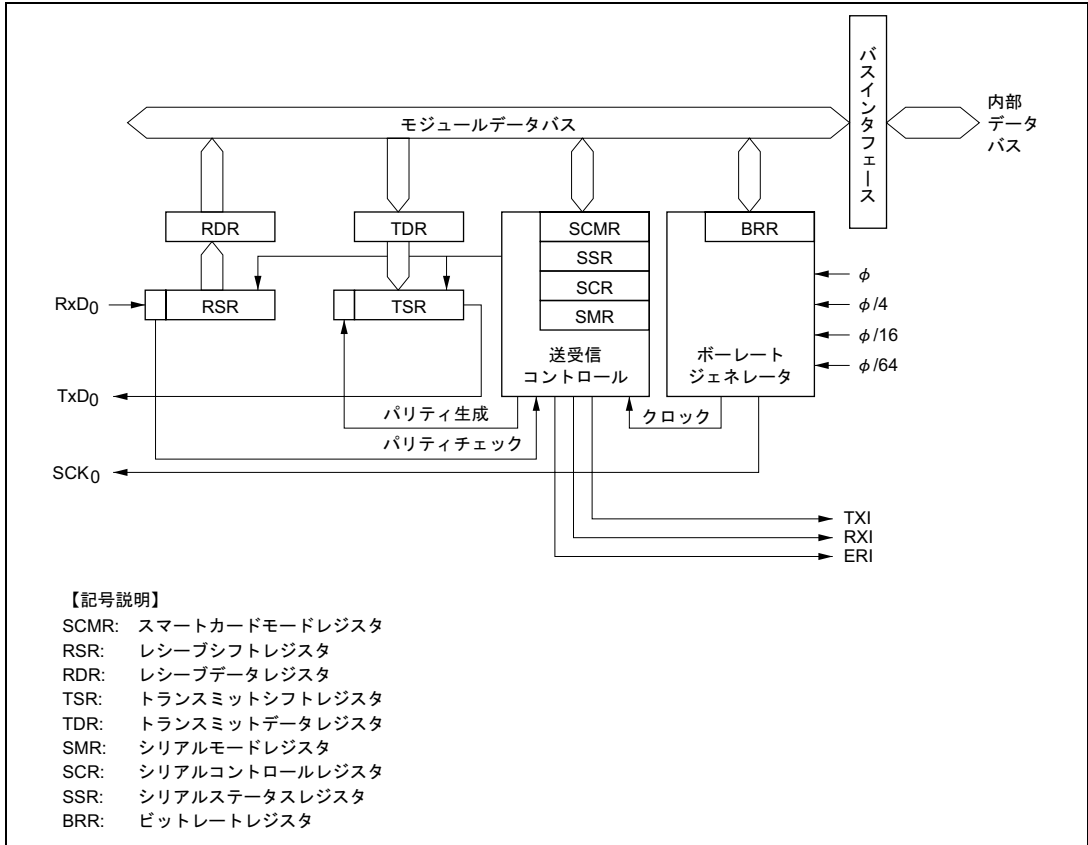 バスインタフェース
内部
データ
バス
モジュールデータバス
RDR
TDR
SCMR
BRR
SSR
SCR
SMR
RSR
TSR
RxD0
φ
φ/4
φ/16
φ/64
送受信
コントロール
ボーレート
ジェネレータ
TxD0
パリティ生成
クロック
パリティチェック
SCK0
TXI
RXI
ERI
【記号説明】
SCMR: スマートカードモードレジスタ
RSR: レシーブシフトレジスタ
RDR: レシーブデータレジスタ
TSR: トランスミットシフトレジスタ
TDR: トランスミットデータレジスタ
SMR: シリアルモードレジスタ
SCR: シリアルコントロールレジスタ
SSR: シリアルステータスレジスタ
BRR: ビットレートレジスタ